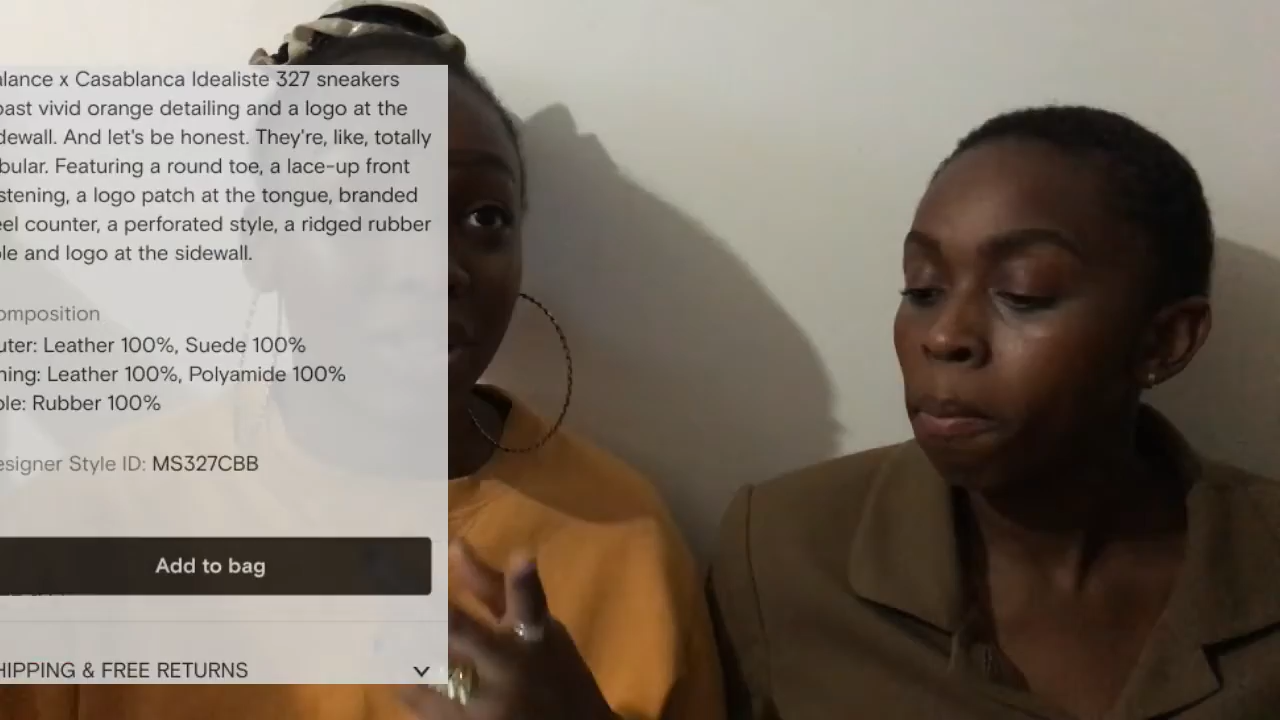 alance x Casablanca Idealiste 327 sneakers
oast vivid orange detailing and a logo at the
dewall. And let's be honest. They're, like, totally
bular. Featuring a round toe, a lace-up front
stening, a logo patch at the tongue, branded
eel counter, a perforated style, a ridged rubber
ole and logo at the sidewall.
omposition
uter: Leather 100%, Suede 100%
ning: Leather 100%, Polyamide 100%
ole: Rubber 100%
esigner Style ID: MS327CBB
Add to bag
HIPPING & FREE RETURNS